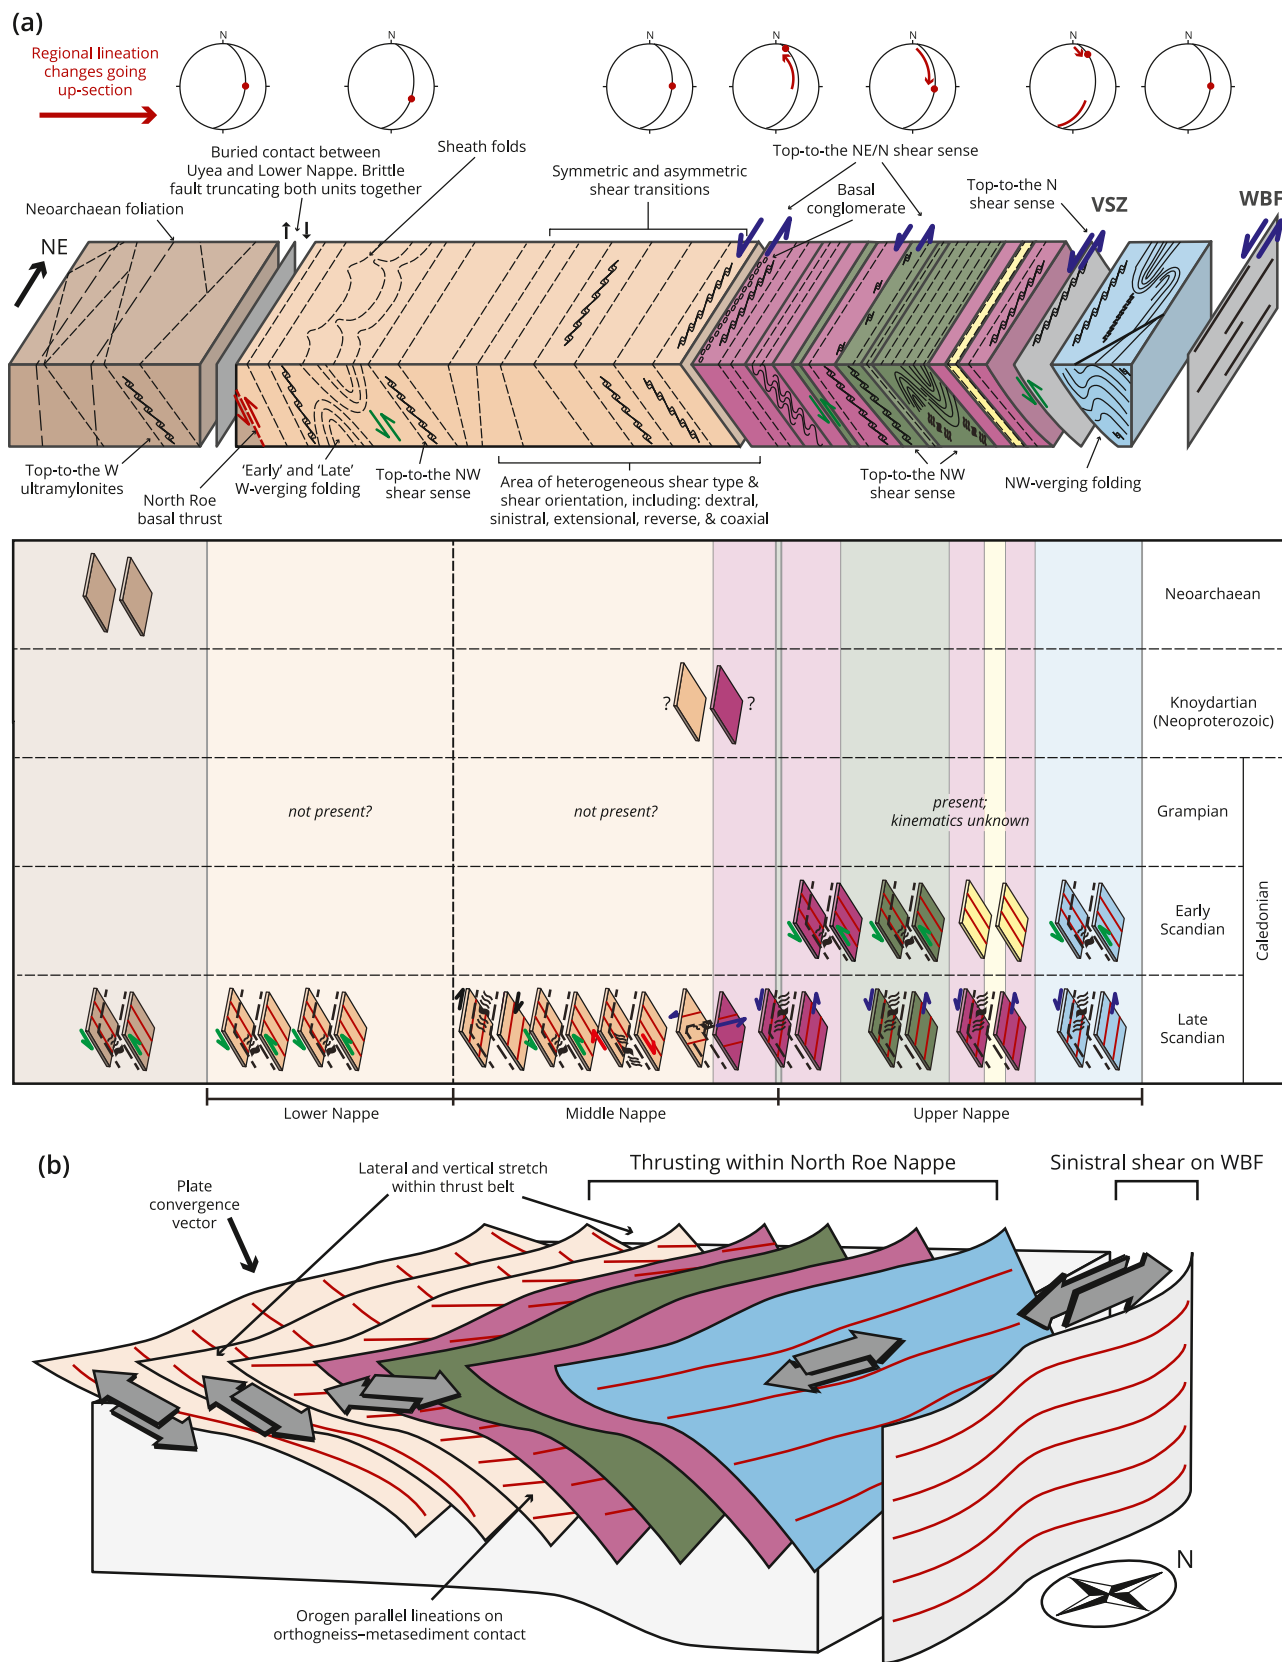 (a)
Regional lineation
changes going
up-section
N
N
N
N
N
N
N
Buried contact between
Uyea and Lower Nappe. Brittle
fault truncating both units together
Sheath folds
Symmetric and asymmetric
shear transitions
Top-to-the NE/N shear sense
Basal
conglomerate
Top-to-the N
shear sense
VSZ
WBF
Neoarchaean foliation
NE
Top-to-the W
ultramylonites
North Roe
basal thrust
‘Early’ and ‘Late’
W-verging folding
Top-to-the NW
shear sense
Area of heterogeneous shear type &
shear orientation, including: dextral,
sinistral, extensional, reverse, & coaxial
Top-to-the NW
shear sense
NW-verging folding
Neoarchaean
? ?
Knoydartian
(Neoproterozoic)
not present?
not present?
present;
kinematics unknown
Grampian
Early
Scandian
Late
Scandian
Caledonian
Lower Nappe
Middle Nappe
Upper Nappe
(b)
Plate
convergence
vector
Lateral and vertical stretch
within thrust belt
Thrusting within North Roe Nappe
Sinistral shear on WBF
Orogen parallel lineations on
orthogneiss–metasediment contact
N